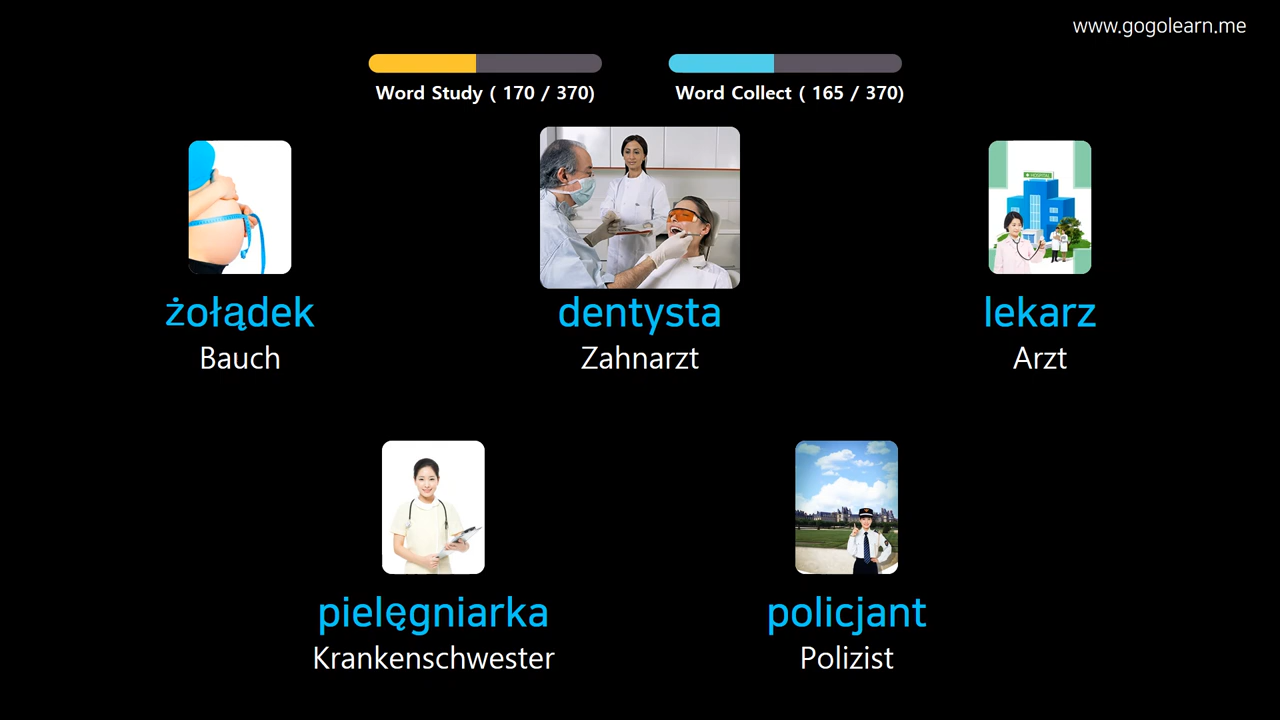 www.gogolearn.me
Word Study ( 170 / 370)
Word Collect ( 165 / 370)
żołądek
Bauch
dentysta
Zahnarzt
HOSPITAL
lekarz
Arzt
pielęgniarka
Krankenschwester
policjant
Polizist